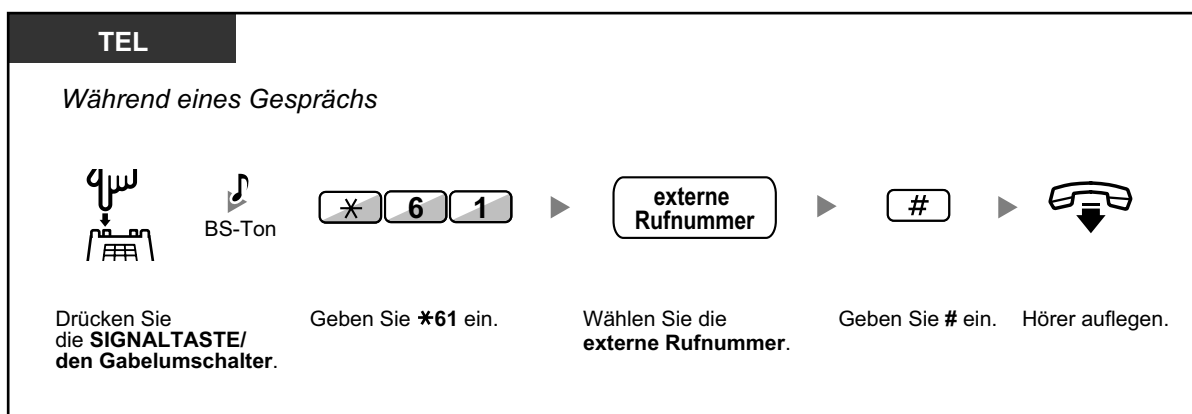 TEL
Während eines Gesprächs
BS-Ton
* 6 1
externe
Rufnummer
#
Drücken Sie
die SIGNALTASTE/
den Gabelumschalter.
Geben Sie *61 ein.
Wählen Sie die
externe Rufnummer.
Geben Sie # ein.
Hörer auflegen.